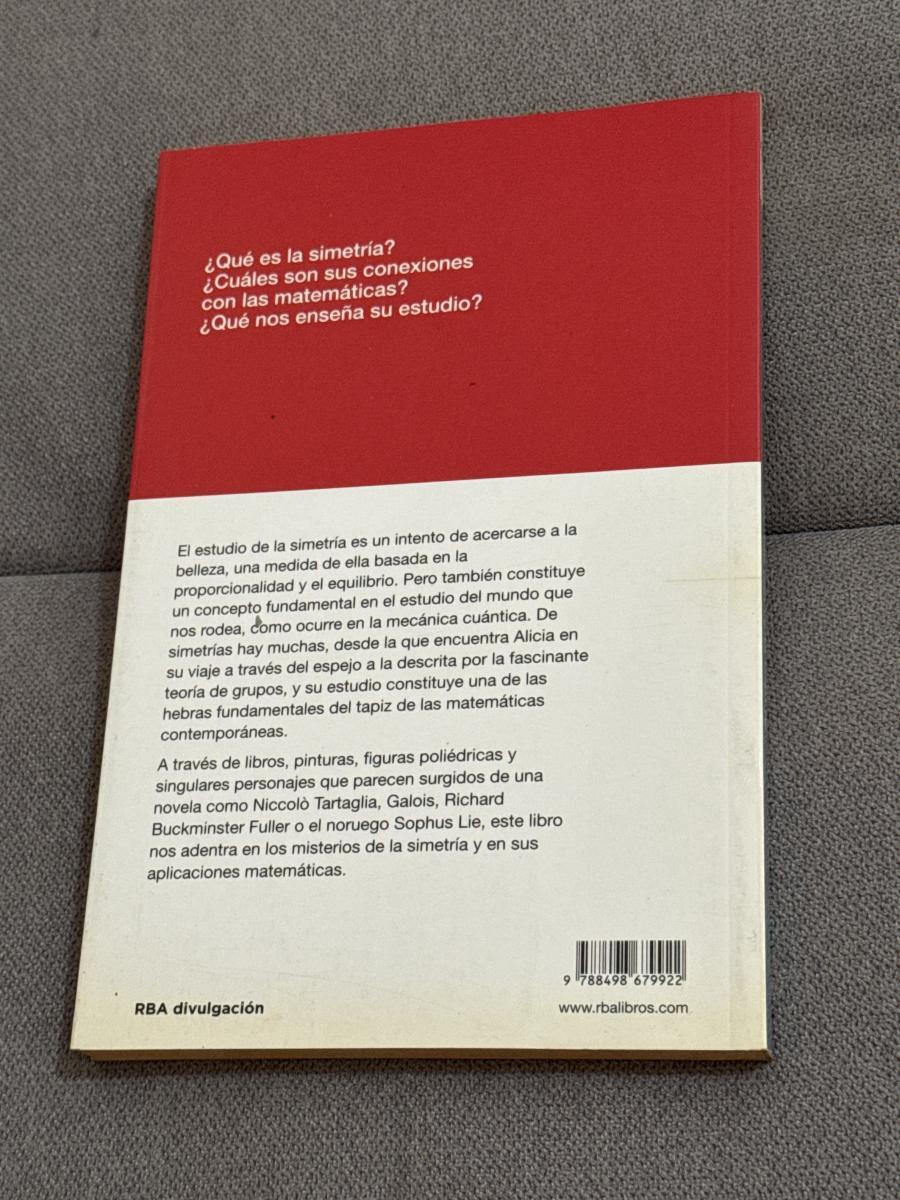 ¿Qué es la simetría?
¿Cuáles son sus conexiones
con las matemáticas?
¿Qué nos enseña su estudio?
El estudio de la simetría es un intento de acercarse a la
belleza, una medida de ella basada en la
proporcionalidad y el equilibrio. Pero también constituye
un concepto fundamental en el estudio del mundo que
nos rodea, como ocurre en la mecánica cuántica. De
simetrías hay muchas, desde la que encuentra Alicia en
su viaje a través del espejo a la descrita por la fascinante
teoría de grupos, y su estudio constituye una de las
hebras fundamentales del tapiz de las matemáticas
contemporáneas.
A través de libros, pinturas, figuras poliédricas y
singulares personajes que parecen surgidos de una
novela como Niccolò Tartaglia, Galois, Richard
Buckminster Fuller o el noruego Sophus Lie, este libro
nos adentra en los misterios de la simetría y en sus
aplicaciones matemáticas.
9 788498 679922
RBA divulgación
www.rbalibros.com